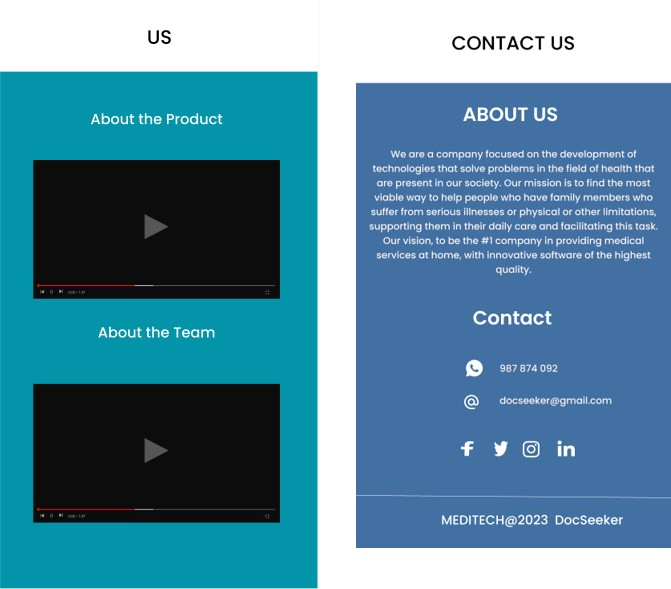 US
About the Product
About the Team
CONTACT US
ABOUT US
We are a company focused on the development of
technologies that solve problems in the field of health that
are present in our society. Our mission is to find the most
viable way to help people who have family members who
suffer from serious illnesses or physical or other limitations,
supporting them in their daily care and facilitating this task.
Our vision, to be the #1 company in providing medical
services at home, with innovative software of the highest
quality.
Contact
987 874 092
@ docseeker@gmail.com
MEDITECH@2023 DocSeeker